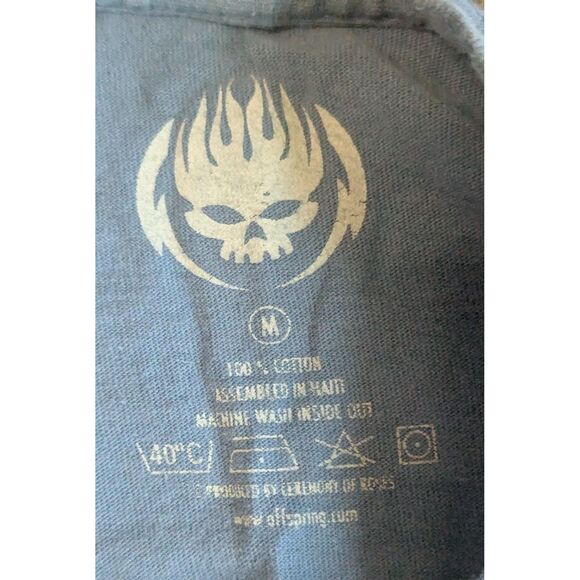 M
100 % COTTON
ASSEMBLED IN HAITI
MACHINE WASH INSIDE OUT
40°C
PRODUCED BY CEREMONY OF ROSES
www.offspring.com